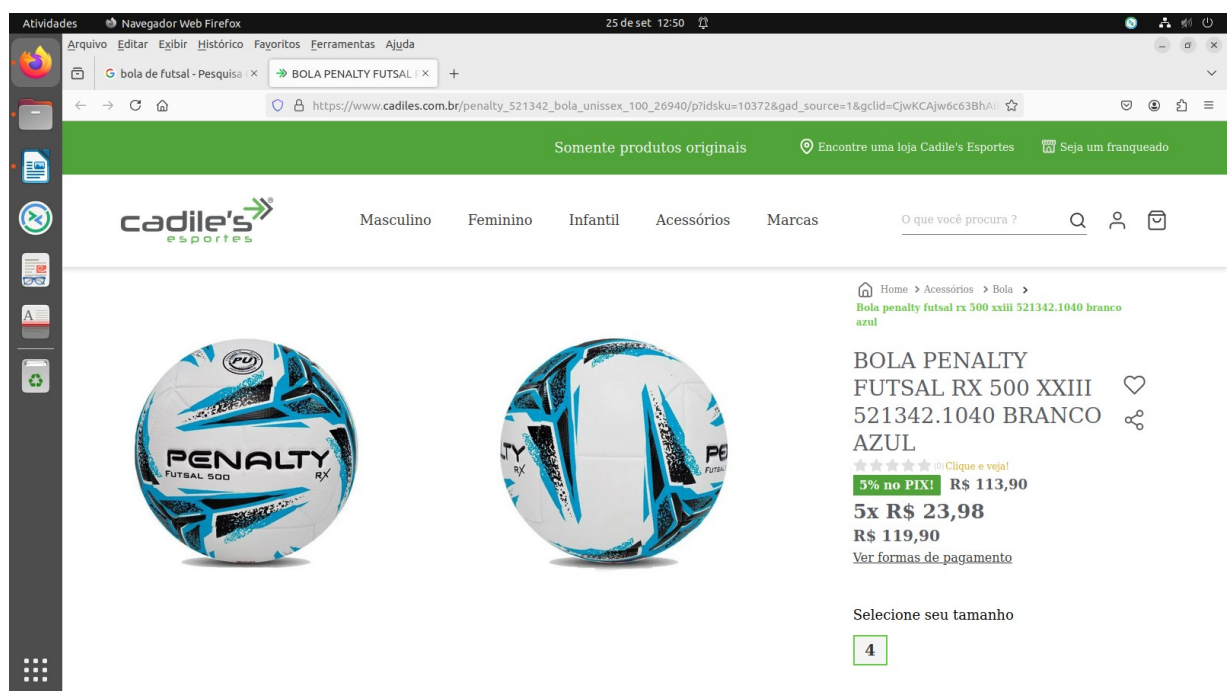 Atividades Navegador Web Firefox 25 de set 12:50
Arquivo Editar Exibir Histórico Favoritos Ferramentas Ajuda
bola de futsal - Pesquisa BOLA PENALTY FUTSAL
https://www.cadiles.com.br/penalty_521342_bola_unissex_100_26940/p?idsku=10372&gad_source=1&gclid=CjwKCAjw6c63BhA
Somente produtos originais Encontre uma loja Cadile's Esportes Seja um franqueado
cadile's
esportes
Masculino Feminino Infantil Acessórios Marcas O que você procura ?
Home > Acessórios > Bola >
Bola penalty futsal rx 500 xxiii 521342.1040 branco
azul
BOLA PENALTY
FUTSAL RX 500 XXIII
521342.1040 BRANCO
AZUL
(0) Clique e veja!
5% no PIX! R$ 113,90
5x R$ 23,98
R$ 119,90
Ver formas de pagamento
Selecione seu tamanho
4
PU
PENALTY
FUTSAL 500 RX
LTY
RX
PE
FUTSAL